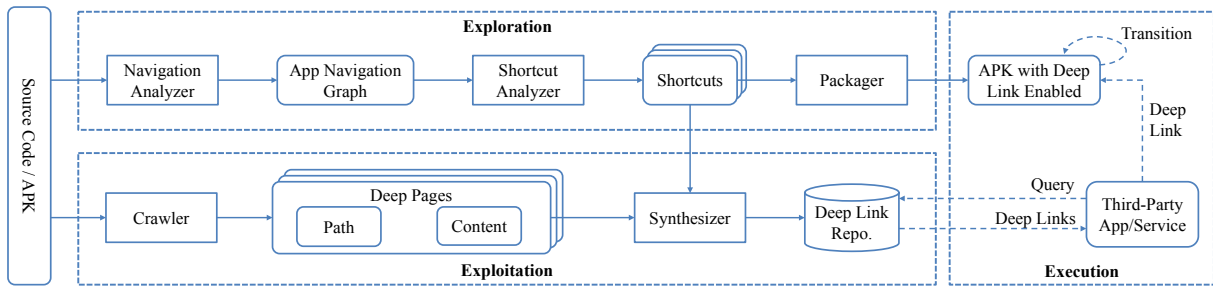 Source Code / APK
Exploration
Navigation
Analyzer
App Navigation
Graph
Shortcut
Analyzer
Shortcuts
Packager
Crawler
Deep Pages
Path
Content
Synthesizer
Deep Link
Repo.
Exploitation
Transition
APK with Deep
Link Enabled
Deep
Link
Query
Deep Links
Third-Party
App/Service
Execution